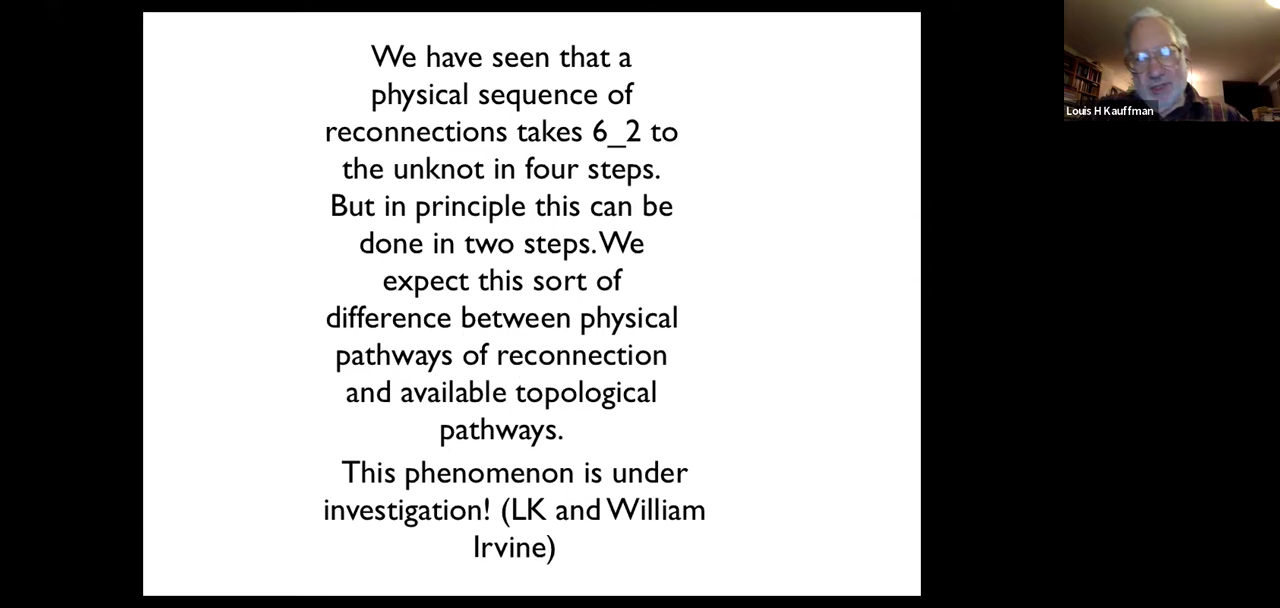 We have seen that a
physical sequence of
reconnections takes 6_2 to
the unknot in four steps.
But in principle this can be
done in two steps. We
expect this sort of
difference between physical
pathways of reconnection
and available topological
pathways.
This phenomenon is under
investigation! (LK and William
Irvine)
Louis H Kauffman